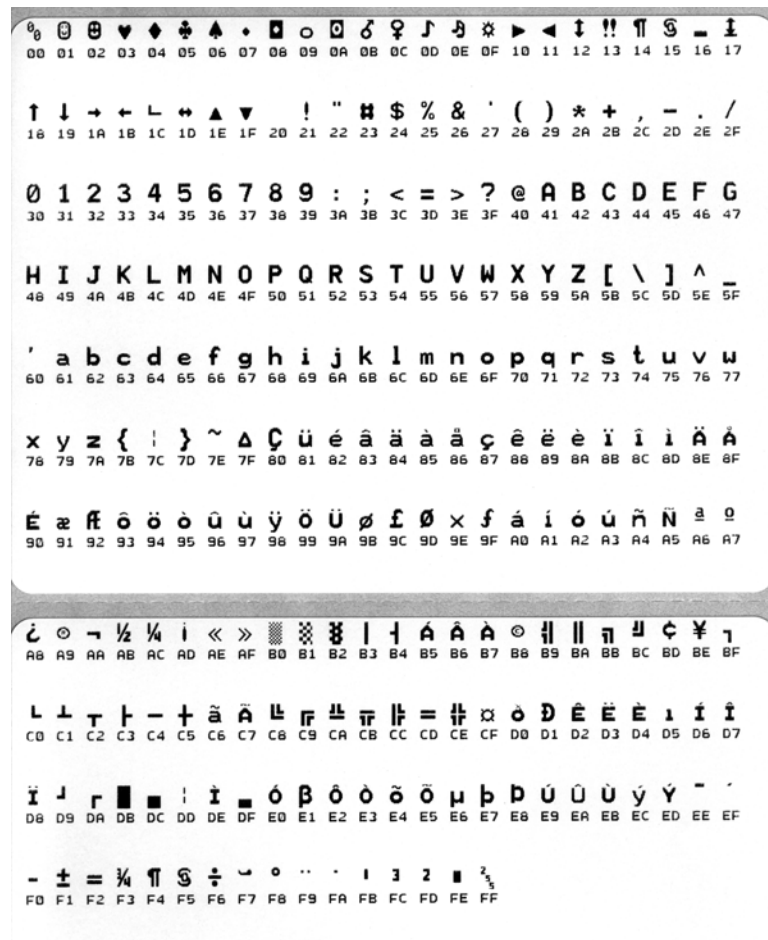 ⁰₀ ☺ ☻ ♥ ♦ ♣ ♠ • ◘ ○ ◙ ♂ ♀ ♪ ♫ ☼ ► ◄ ↕ ‼ ¶ § ▬ ↨
00 01 02 03 04 05 06 07 08 09 0A 0B 0C 0D 0E 0F 10 11 12 13 14 15 16 17
↑ ↓ → ← ∟ ↔ ▲ ▼ ! " # $ % & ' ( ) * + , - . /
18 19 1A 1B 1C 1D 1E 1F 20 21 22 23 24 25 26 27 28 29 2A 2B 2C 2D 2E 2F
0 1 2 3 4 5 6 7 8 9 : ; < = > ? @ A B C D E F G
30 31 32 33 34 35 36 37 38 39 3A 3B 3C 3D 3E 3F 40 41 42 43 44 45 46 47
H I J K L M N O P Q R S T U V W X Y Z [ \ ] ^ _
48 49 4A 4B 4C 4D 4E 4F 50 51 52 53 54 55 56 57 58 59 5A 5B 5C 5D 5E 5F
' a b c d e f g h i j k l m n o p q r s t u v w
60 61 62 63 64 65 66 67 68 69 6A 6B 6C 6D 6E 6F 70 71 72 73 74 75 76 77
x y z { ¦ } ~ Δ Ç ü é â ä à å ç ê ë è ï î ì Ä Å
78 79 7A 7B 7C 7D 7E 7F 80 81 82 83 84 85 86 87 88 89 8A 8B 8C 8D 8E 8F
É æ Æ ô ö ò û ù ÿ Ö Ü ø £ Ø × ƒ á í ó ú ñ Ñ ª º
90 91 92 93 94 95 96 97 98 99 9A 9B 9C 9D 9E 9F A0 A1 A2 A3 A4 A5 A6 A7
¿ ® ¬ ½ ¼ ¡ « » ░ ▒ ▓ │ ┤ Á Â À © ╣ ║ ╗ ╝ ¢ ¥ ┐
A8 A9 AA AB AC AD AE AF B0 B1 B2 B3 B4 B5 B6 B7 B8 B9 BA BB BC BD BE BF
└ ┴ ┬ ├ ─ ┼ ã Ã ╚ ╔ ╩ ╦ ╠ = ╬ ¤ ð Ð Ê Ë È ı Í Î
C0 C1 C2 C3 C4 C5 C6 C7 C8 C9 CA CB CC CD CE CF D0 D1 D2 D3 D4 D5 D6 D7
Ï ┘ ┌ █ ▄ ¦ Ì ▬ Ó β Ô Ò õ Õ µ þ Þ Ú Û Ù ý Ý ¯ ´
D8 D9 DA DB DC DD DE DF E0 E1 E2 E3 E4 E5 E6 E7 E8 E9 EA EB EC ED EE EF
- ± = ¾ ¶ § ÷ ¸ ° ¨ · ı 3 2 ■ ²₅₅
F0 F1 F2 F3 F4 F5 F6 F7 F8 F9 FA FB FC FD FE FF